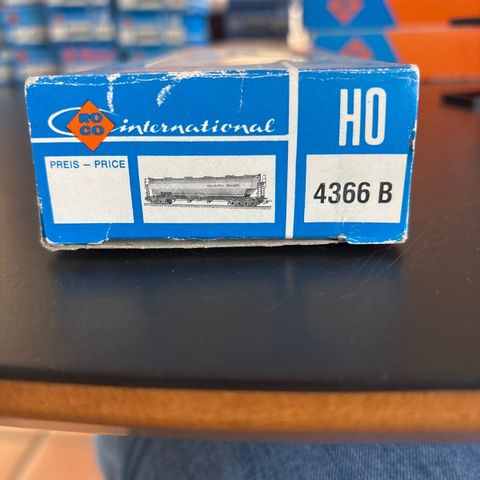 ROCO international
HO
PREIS – PRICE
4366 B